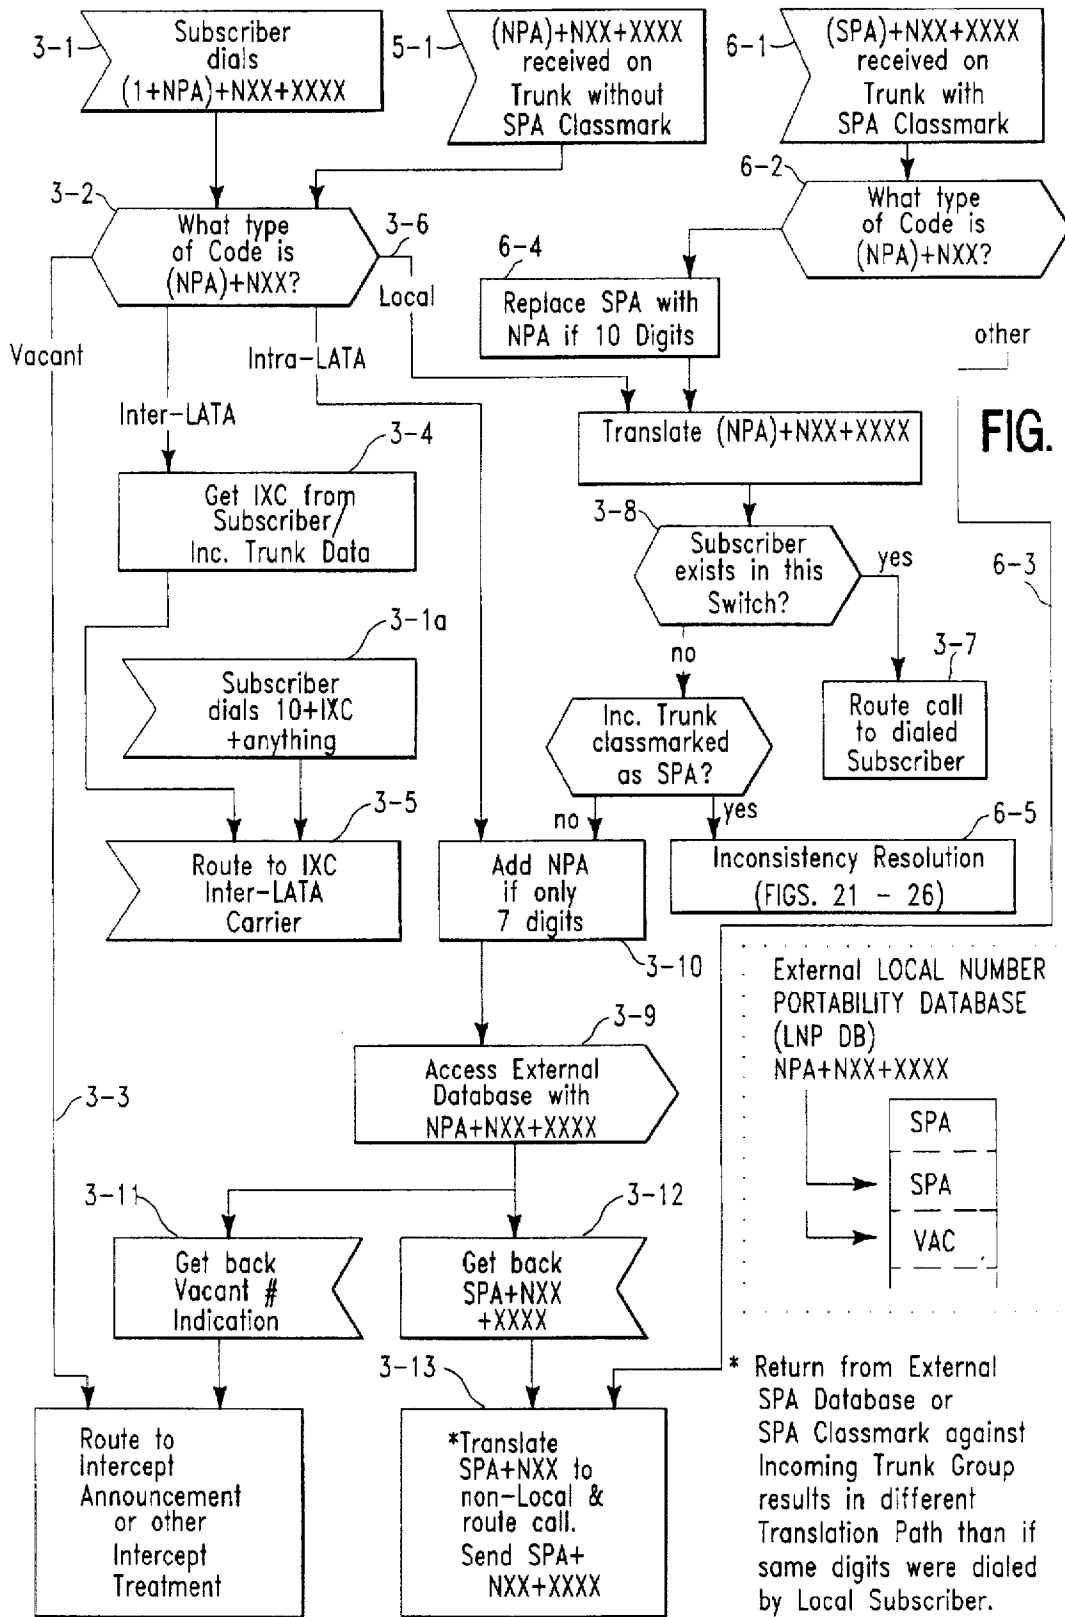 3-1
Subscriber
dials
(1+NPA)+NXX+XXXX
5-1
(NPA)+NXX+XXXX
received on
Trunk without
SPA Classmark
6-1
(SPA)+NXX+XXXX
received on
Trunk with
SPA Classmark
3-2
What type
of Code is
(NPA)+NXX?
3-6
6-2
What type
of Code is
(NPA)+NXX?
6-4
Replace SPA with
NPA if 10 Digits
Local
Vacant
Intra-LATA
Inter-LATA
other
FIG.
Translate (NPA)+NXX+XXXX
3-4
Get IXC from
Subscriber/
Inc. Trunk Data
3-8
Subscriber
exists in this
Switch?
yes
no
6-3
3-1a
Subscriber
dials 10+IXC
+anything
3-7
Route call
to dialed
Subscriber
Inc. Trunk
classmarked
as SPA?
no
yes
3-5
Route to IXC
Inter-LATA
Carrier
Add NPA
if only
7 digits
3-10
6-5
Inconsistency Resolution
(FIGS. 21 - 26)
External LOCAL NUMBER
PORTABILITY DATABASE
(LNP DB)
NPA+NXX+XXXX
SPA
SPA
VAC
3-9
Access External
Database with
NPA+NXX+XXXX
3-3
3-11
Get back
Vacant #
Indication
3-12
Get back
SPA+NXX
+XXXX
3-13
Route to
Intercept
Announcement
or other
Intercept
Treatment
*Translate
SPA+NXX to
non-Local &
route call.
Send SPA+
NXX+XXXX
* Return from External
SPA Database or
SPA Classmark against
Incoming Trunk Group
results in different
Translation Path than if
same digits were dialed
by Local Subscriber.